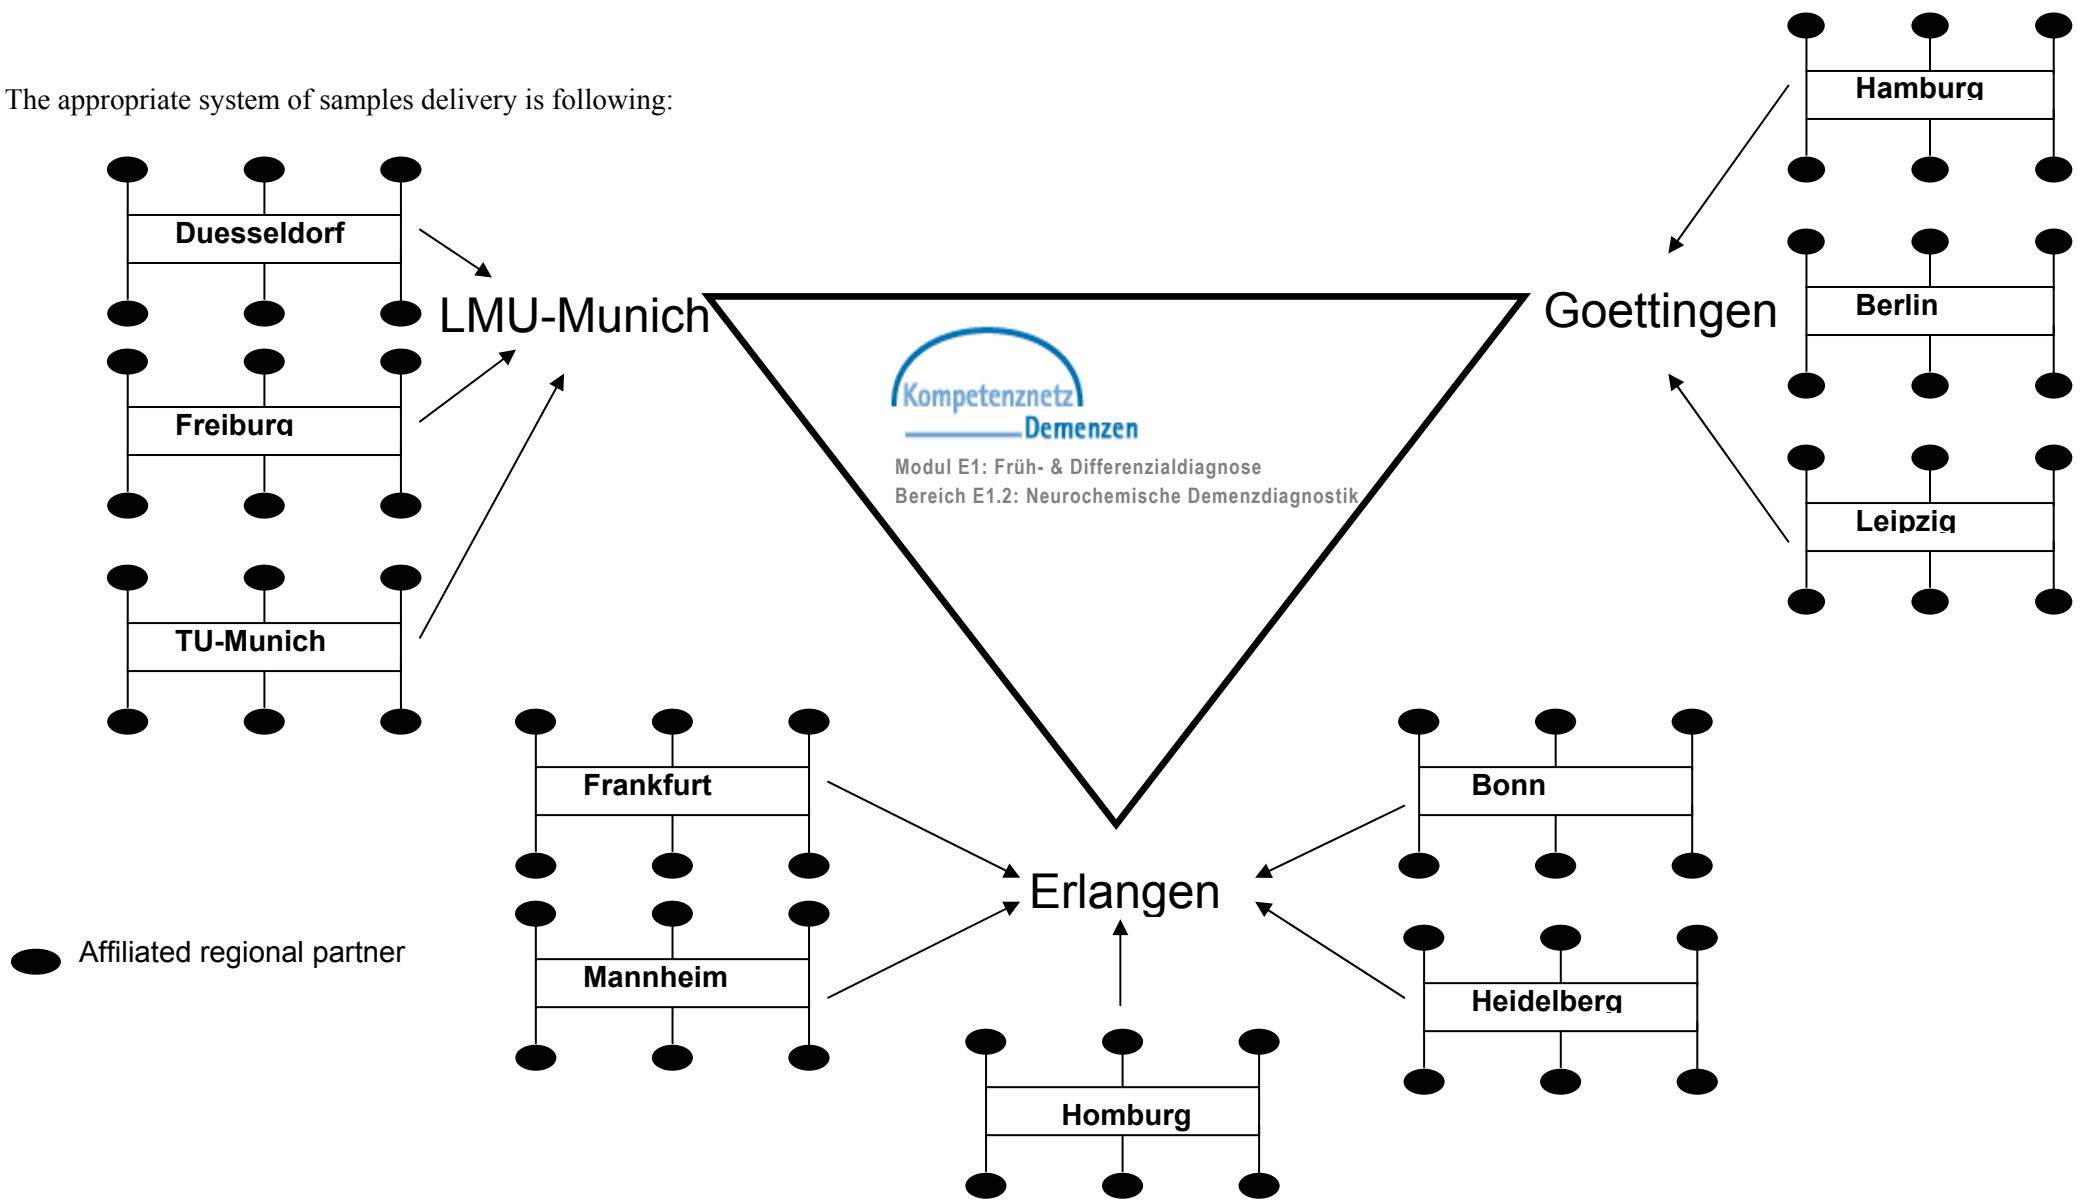 The appropriate system of samples delivery is following:
Hamburg
Duesseldorf
LMU-Munich
Goettingen
Berlin
Kompetenznetz
Demenzen
Freiburg
Modul E1: Früh- & Differenzialdiagnose
Bereich E1.2: Neurochemische Demenzdiagnostik
Leipzig
TU-Munich
Frankfurt
Bonn
Erlangen
Affiliated regional partner
Mannheim
Heidelberg
Homburg